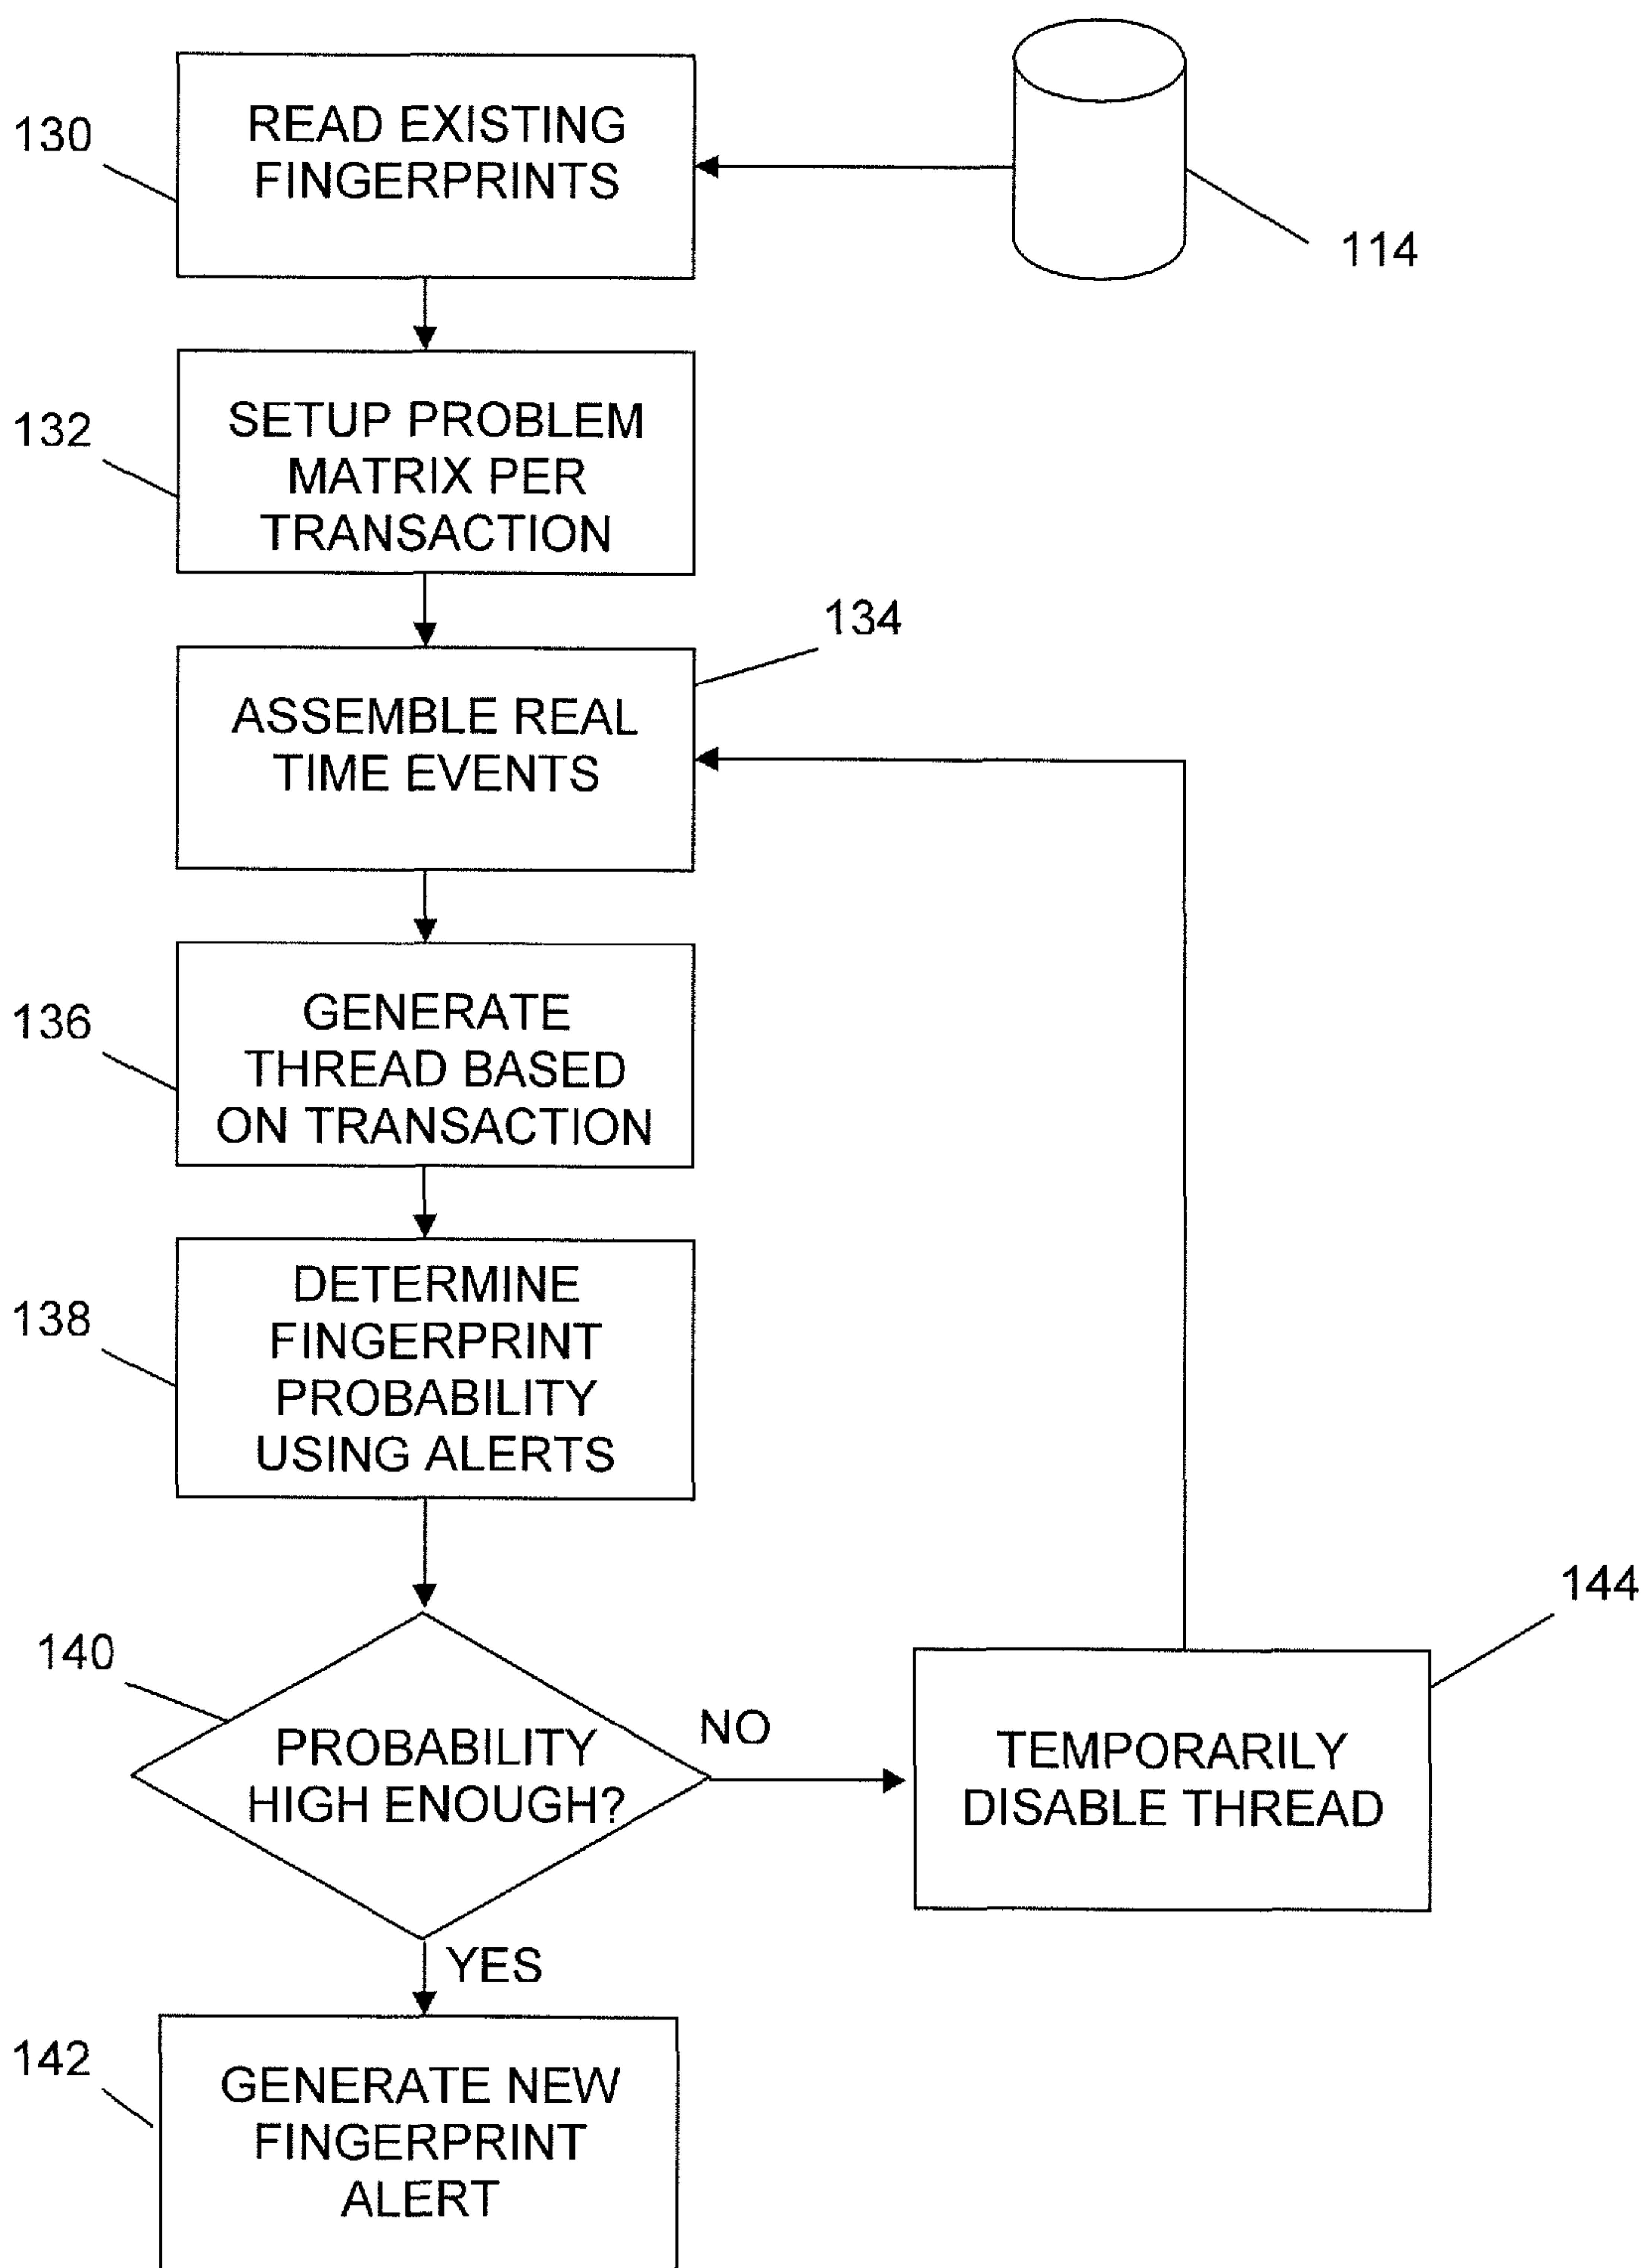 130
READ EXISTING
FINGERPRINTS
114
132
SETUP PROBLEM
MATRIX PER
TRANSACTION
134
ASSEMBLE REAL
TIME EVENTS
136
GENERATE
THREAD BASED
ON TRANSACTION
138
DETERMINE
FINGERPRINT
PROBABILITY
USING ALERTS
140
PROBABILITY
HIGH ENOUGH?
NO
144
TEMPORARILY
DISABLE THREAD
YES
142
GENERATE NEW
FINGERPRINT
ALERT